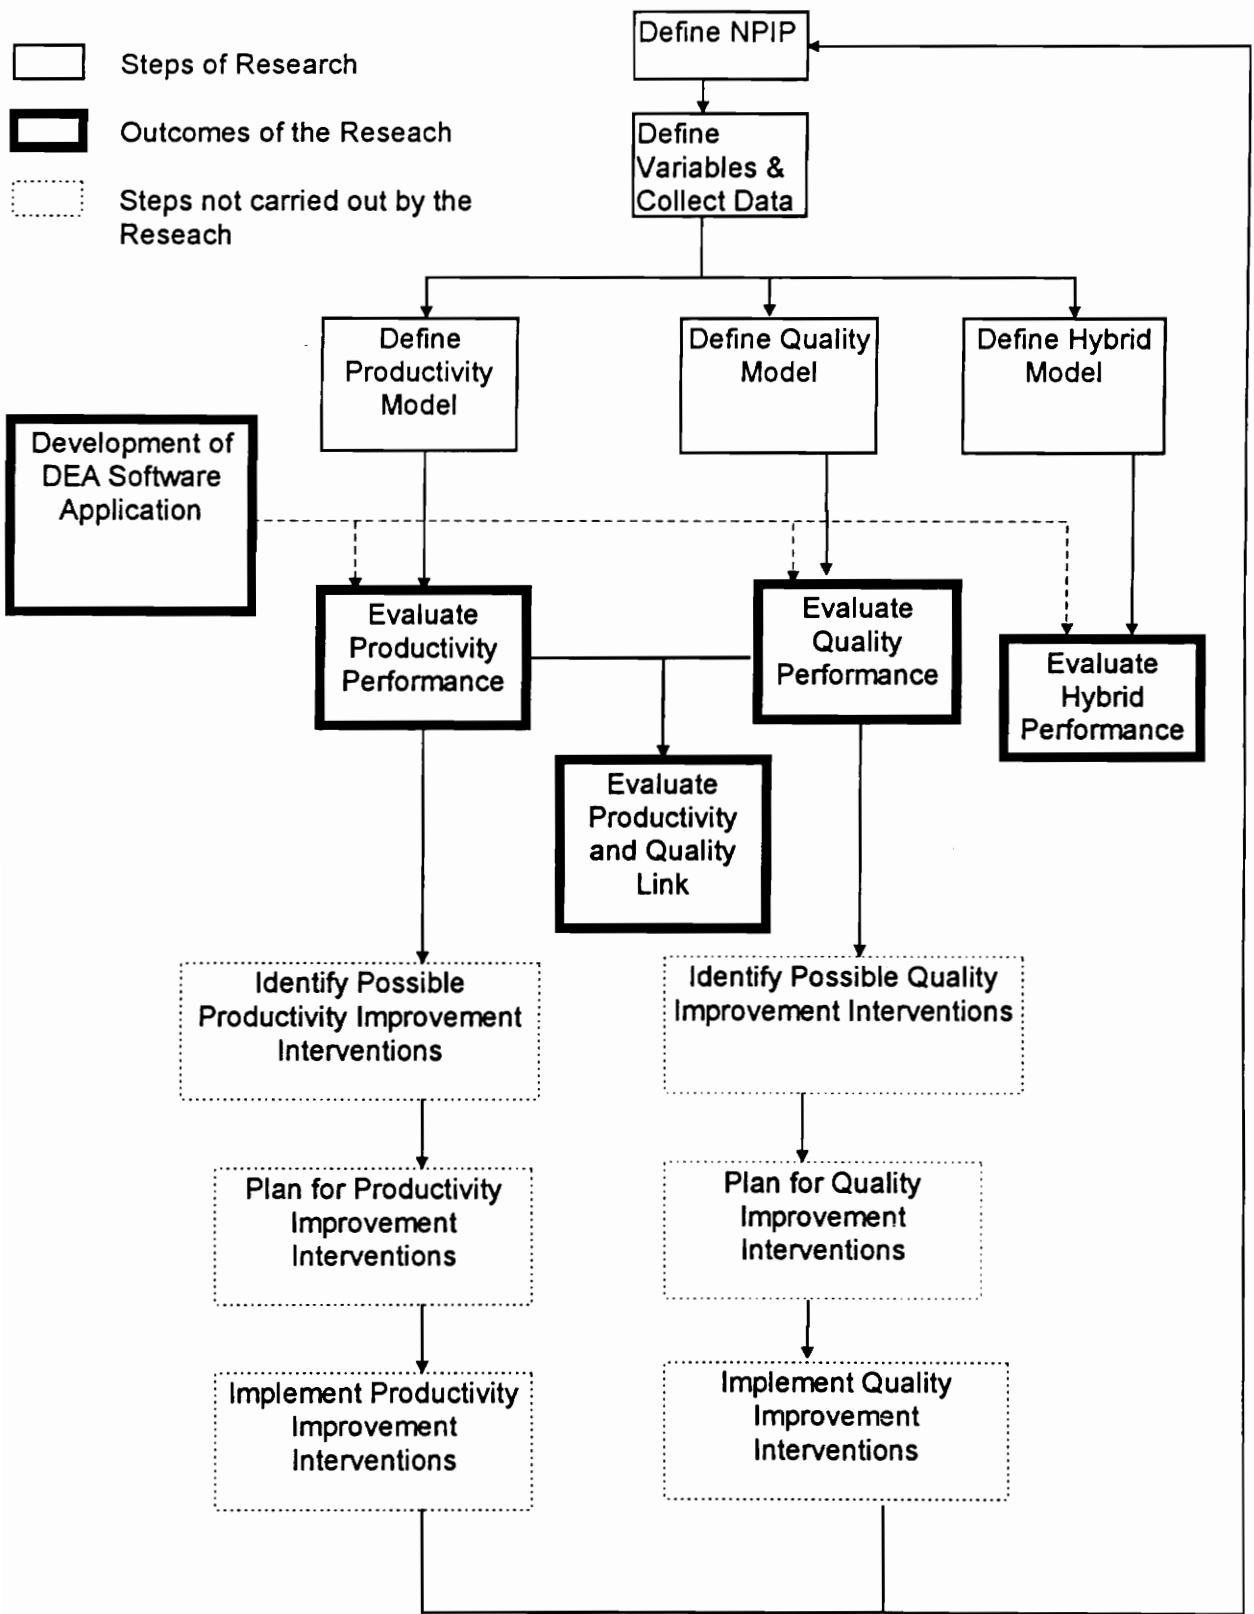 Define NPIP
Steps of Research
Outcomes of the Reseach
Steps not carried out by the
Reseach
Define
Variables &
Collect Data
Define
Productivity
Model
Define Quality
Model
Define Hybrid
Model
Development of
DEA Software
Application
Evaluate
Productivity
Performance
Evaluate
Quality
Performance
Evaluate
Hybrid
Performance
Evaluate
Productivity
and Quality
Link
Identify Possible
Productivity Improvement
Interventions
Identify Possible Quality
Improvement Interventions
Plan for Productivity
Improvement
Interventions
Plan for Quality
Improvement
Interventions
Implement Productivity
Improvement
Interventions
Implement Quality
Improvement
Interventions